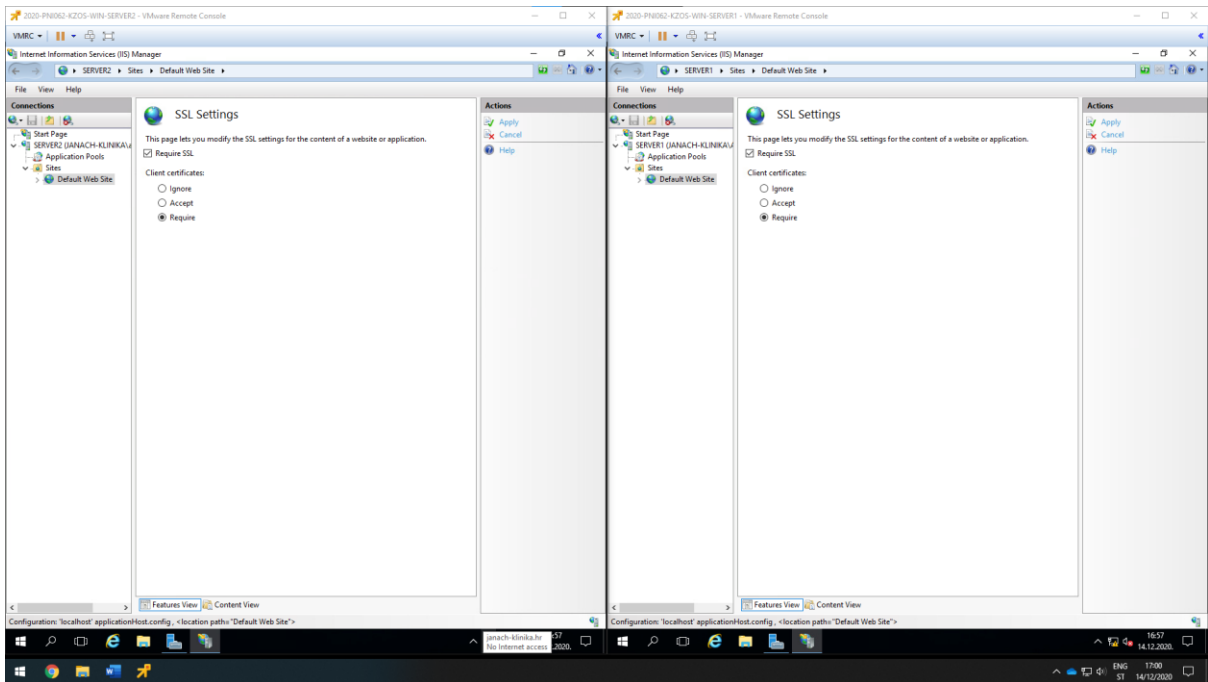 2020-PNI062-KZOS-WIN-SERVER2 - VMware Remote Console
VMRC
Internet Information Services (IIS) Manager
SERVER2 Sites Default Web Site
File View Help
Connections
Start Page
SERVER2 (JANACH-KLINIKA\
Application Pools
Sites
Default Web Site
SSL Settings
This page lets you modify the SSL settings for the content of a website or application.
Require SSL
Client certificates:
Ignore
Accept
Require
Features View Content View
Actions
Apply
Cancel
Help
Configuration: 'localhost' applicationHost.config , <location path="Default Web Site">
janach-klinika.hr
No Internet access
:57
.2020.
2020-PNI062-KZOS-WIN-SERVER1 - VMware Remote Console
VMRC
Internet Information Services (IIS) Manager
SERVER1 Sites Default Web Site
File View Help
Connections
Start Page
SERVER1 (JANACH-KLINIKA\
Application Pools
Sites
Default Web Site
SSL Settings
This page lets you modify the SSL settings for the content of a website or application.
Require SSL
Client certificates:
Ignore
Accept
Require
Features View Content View
Actions
Apply
Cancel
Help
Configuration: 'localhost' applicationHost.config , <location path="Default Web Site">
16:57
14.12.2020.
ENG
ST
17:00
14/12/2020